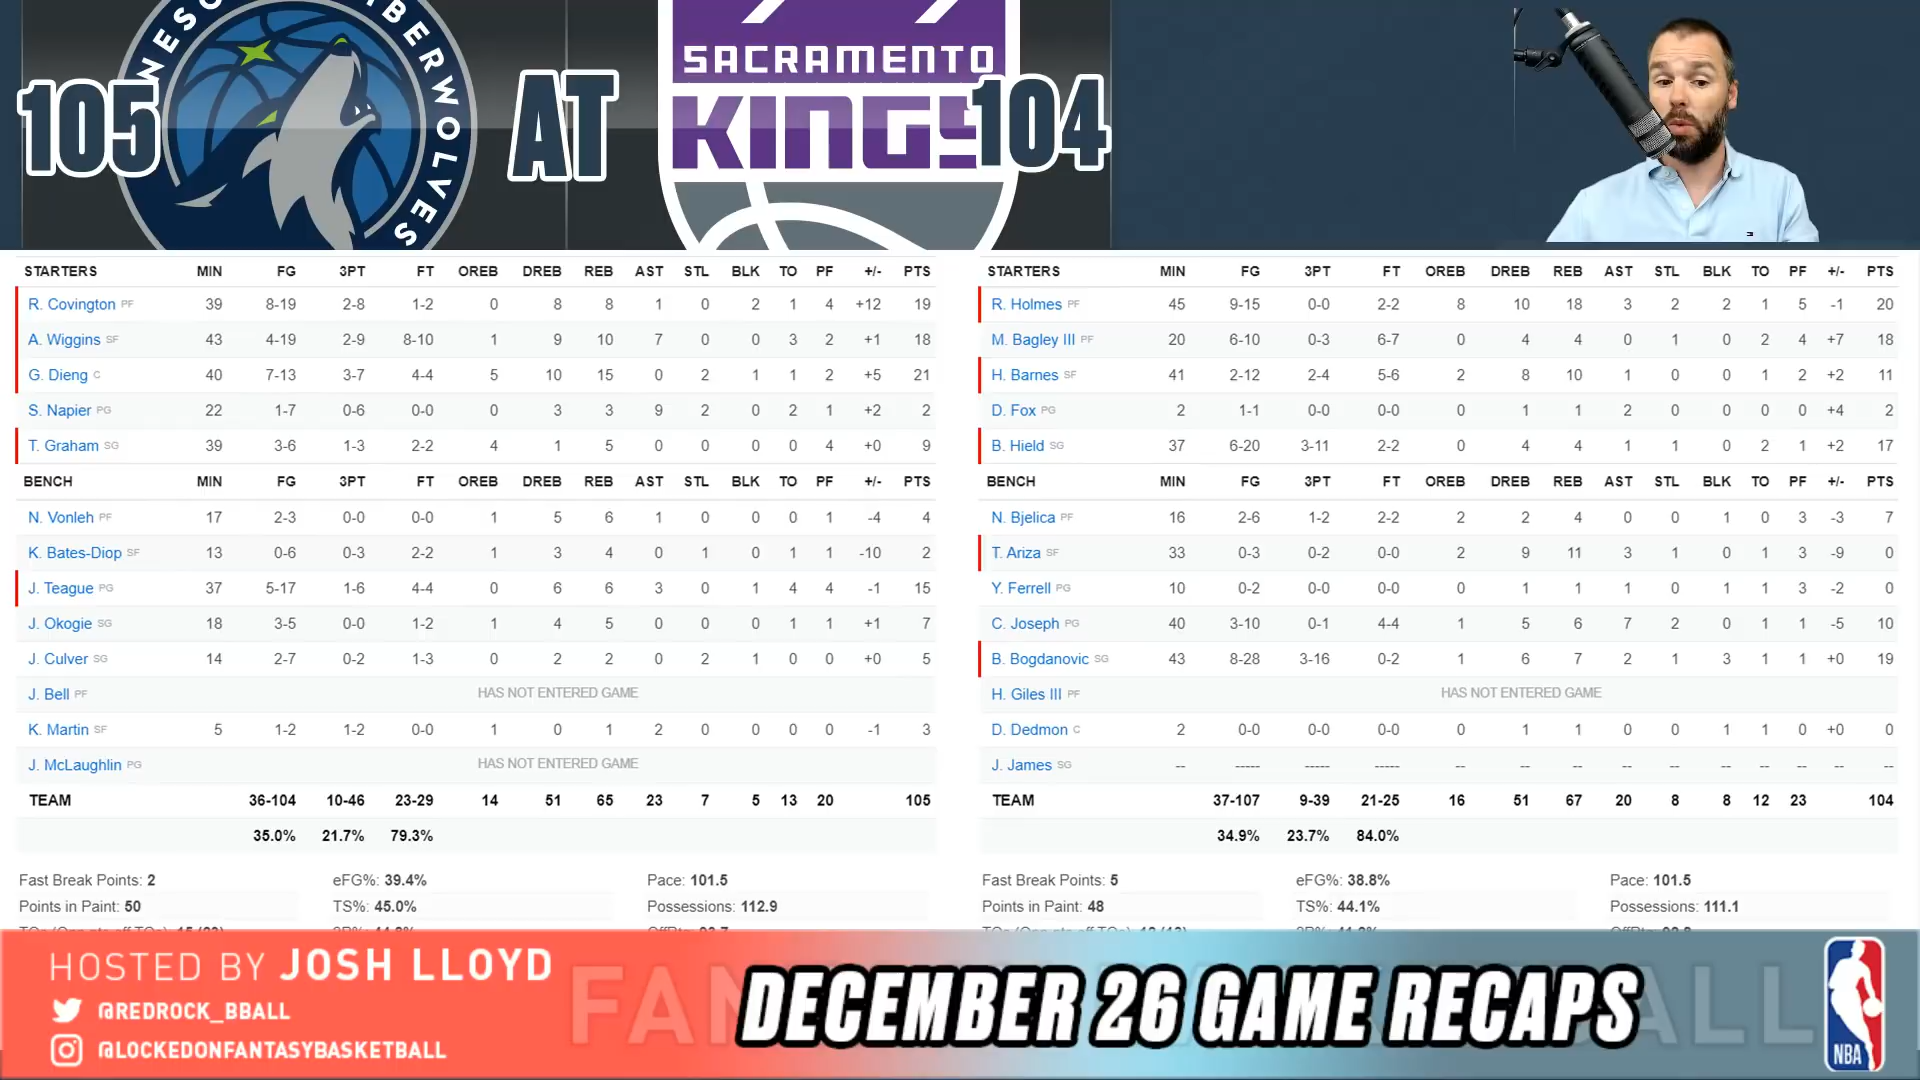 105
AT
SACRAMENTO
KINGS
104
STARTERS MIN FG 3PT FT OREB DREB REB AST STL BLK TO PF +/- PTS
R. Covington PF 39 8-19 2-8 1-2 0 8 8 1 0 2 1 4 +12 19
A. Wiggins SF 43 4-19 2-9 8-10 1 9 10 7 0 0 3 2 +1 18
G. Dieng C 40 7-13 3-7 4-4 5 10 15 0 2 1 1 2 +5 21
S. Napier PG 22 1-7 0-6 0-0 0 3 3 9 2 0 2 1 +2 2
T. Graham SG 39 3-6 1-3 2-2 4 1 5 0 0 0 0 4 +0 9
BENCH MIN FG 3PT FT OREB DREB REB AST STL BLK TO PF +/- PTS
N. Vonleh PF 17 2-3 0-0 0-0 1 5 6 1 0 0 0 1 -4 4
K. Bates-Diop SF 13 0-6 0-3 2-2 1 3 4 0 1 0 1 1 -10 2
J. Teague PG 37 5-17 1-6 4-4 0 6 6 3 0 1 4 4 -1 15
J. Okogie SG 18 3-5 0-0 1-2 1 4 5 0 0 0 1 1 +1 7
J. Culver SG 14 2-7 0-2 1-3 0 2 2 0 2 1 0 0 +0 5
J. Bell PF HAS NOT ENTERED GAME
K. Martin SF 5 1-2 1-2 0-0 1 0 1 2 0 0 0 0 -1 3
J. McLaughlin PG HAS NOT ENTERED GAME
TEAM 36-104 10-46 23-29 14 51 65 23 7 5 13 20 105
35.0% 21.7% 79.3%
Fast Break Points: 2 eFG%: 39.4% Pace: 101.5
Points in Paint: 50 TS%: 45.0% Possessions: 112.9
STARTERS MIN FG 3PT FT OREB DREB REB AST STL BLK TO PF +/- PTS
R. Holmes PF 45 9-15 0-0 2-2 8 10 18 3 2 2 1 5 -1 20
M. Bagley III PF 20 6-10 0-3 6-7 0 4 4 0 1 0 2 4 +7 18
H. Barnes SF 41 2-12 2-4 5-6 2 8 10 1 0 0 1 2 +2 11
D. Fox PG 2 1-1 0-0 0-0 0 1 1 2 0 0 0 0 +4 2
B. Hield SG 37 6-20 3-11 2-2 0 4 4 1 1 0 2 1 +2 17
BENCH MIN FG 3PT FT OREB DREB REB AST STL BLK TO PF +/- PTS
N. Bjelica PF 16 2-6 1-2 2-2 2 2 4 0 0 1 0 3 -3 7
T. Ariza SF 33 0-3 0-2 0-0 2 9 11 3 1 0 1 3 -9 0
Y. Ferrell PG 10 0-2 0-0 0-0 0 1 1 1 0 1 1 3 -2 0
C. Joseph PG 40 3-10 0-1 4-4 1 5 6 7 2 0 1 1 -5 10
B. Bogdanovic SG 43 8-28 3-16 0-2 1 6 7 2 1 3 1 1 +0 19
H. Giles III PF HAS NOT ENTERED GAME
D. Dedmon C 2 0-0 0-0 0-0 0 1 1 0 0 1 1 0 +0 0
J. James SG -- ----- ----- ----- -- -- -- -- -- -- -- -- -- --
TEAM 37-107 9-39 21-25 16 51 67 20 8 8 12 23 104
34.9% 23.7% 84.0%
Fast Break Points: 5 eFG%: 38.8% Pace: 101.5
Points in Paint: 48 TS%: 44.1% Possessions: 111.1
HOSTED BY JOSH LLOYD
@REDROCK_BBALL
@LOCKEDONFANTASYBASKETBALL
DECEMBER 26 GAME RECAPS
NBA